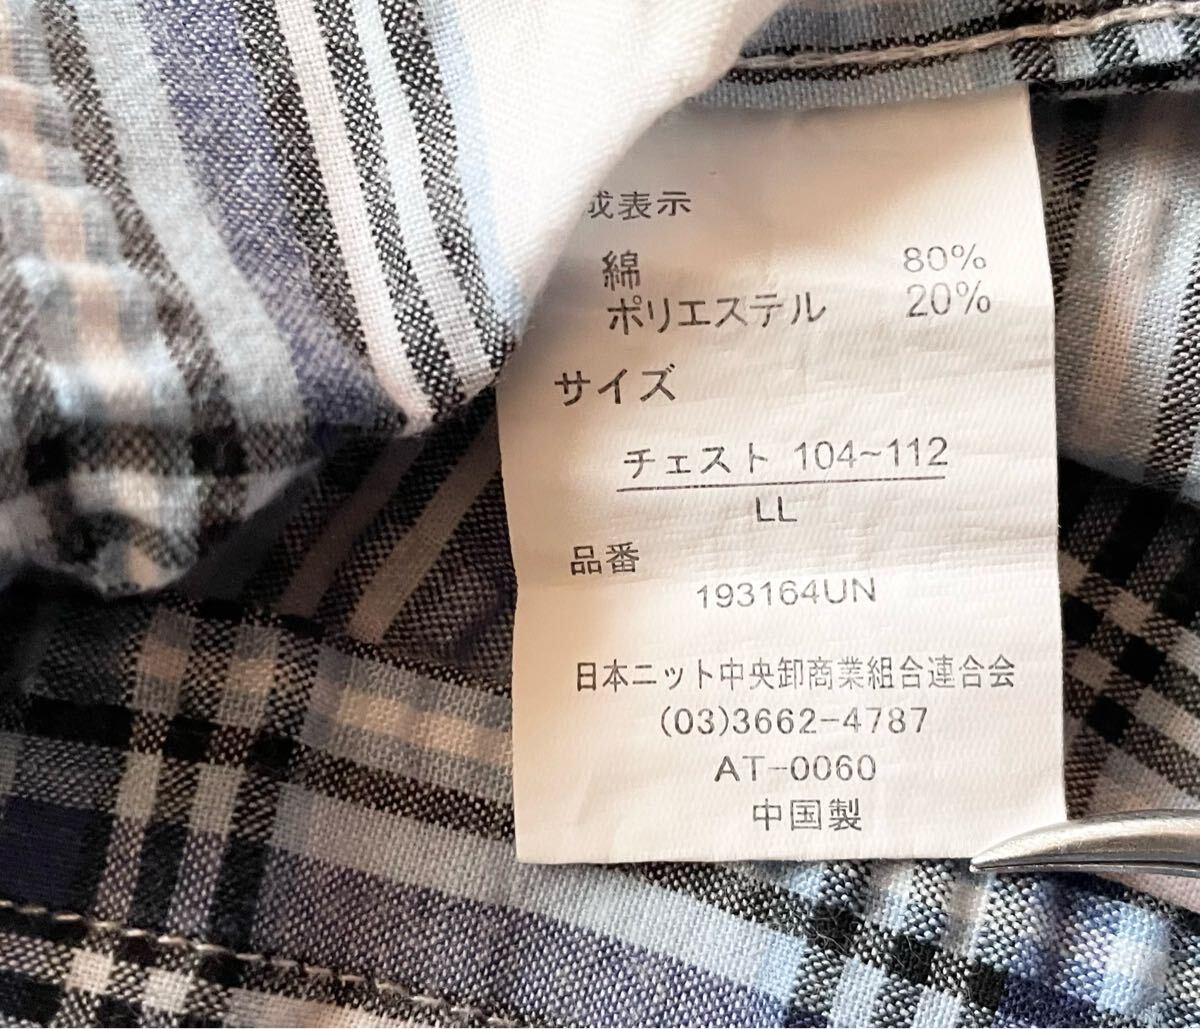 成表示
綿 80%
ポリエステル 20%
サイズ
チェスト 104~112
LL
品番
193164UN
日本ニット中央卸商業組合連合会
(03)3662-4787
AT-0060
中国製